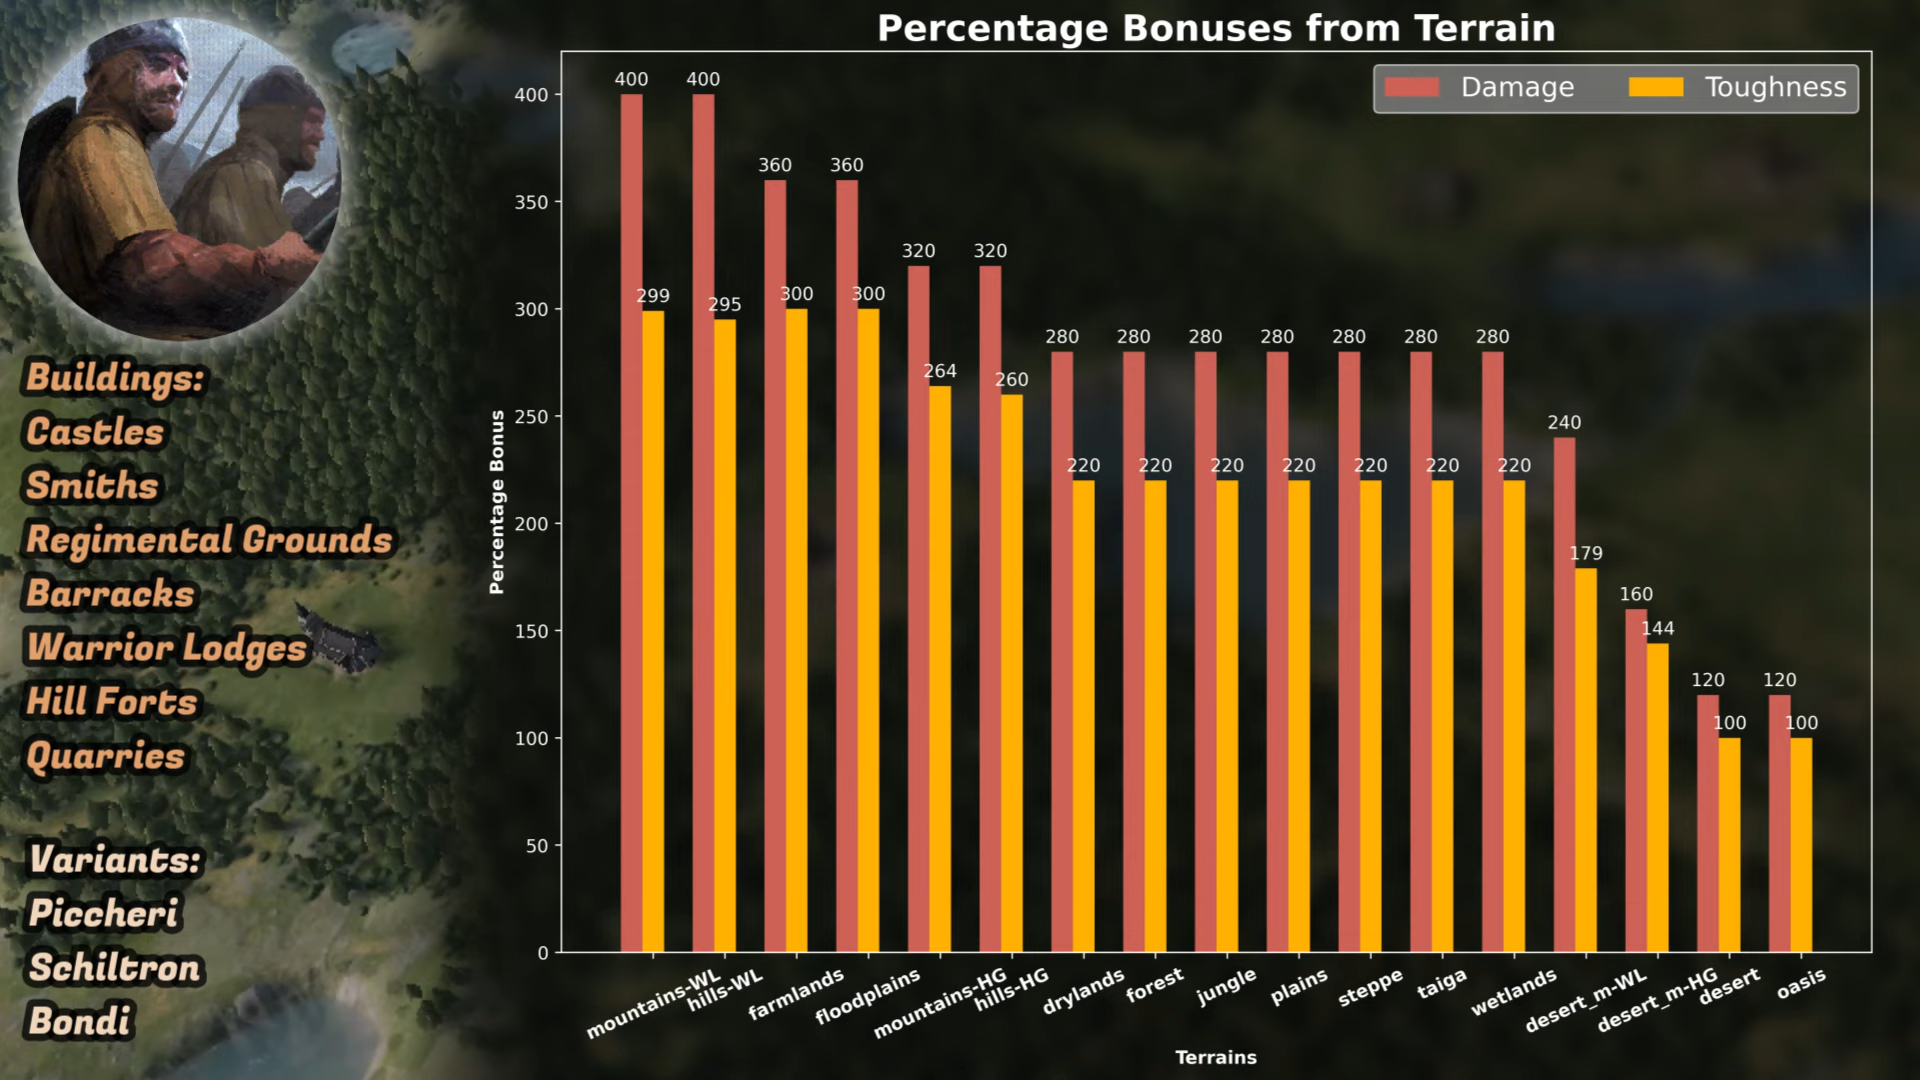 Percentage Bonuses from Terrain
Damage
Toughness
Buildings:
Castles
Smiths
Regimental Grounds
Barracks
Warrior Lodges
Hill Forts
Quarries
Variants:
Piccheri
Schiltron
Bondi
Percentage Bonus
400
350
300
250
200
150
100
50
0
400 299
400 295
360 300
360 300
320 264
320 260
280 220
280 220
280 220
280 220
280 220
280 220
280 220
240 179
160 144
120 100
120 100
mountains-WL
hills-WL
farmlands
floodplains
mountains-HG
hills-HG
drylands
forest
jungle
plains
steppe
taiga
wetlands
desert_m-WL
desert_m-HG
desert
oasis
Terrains